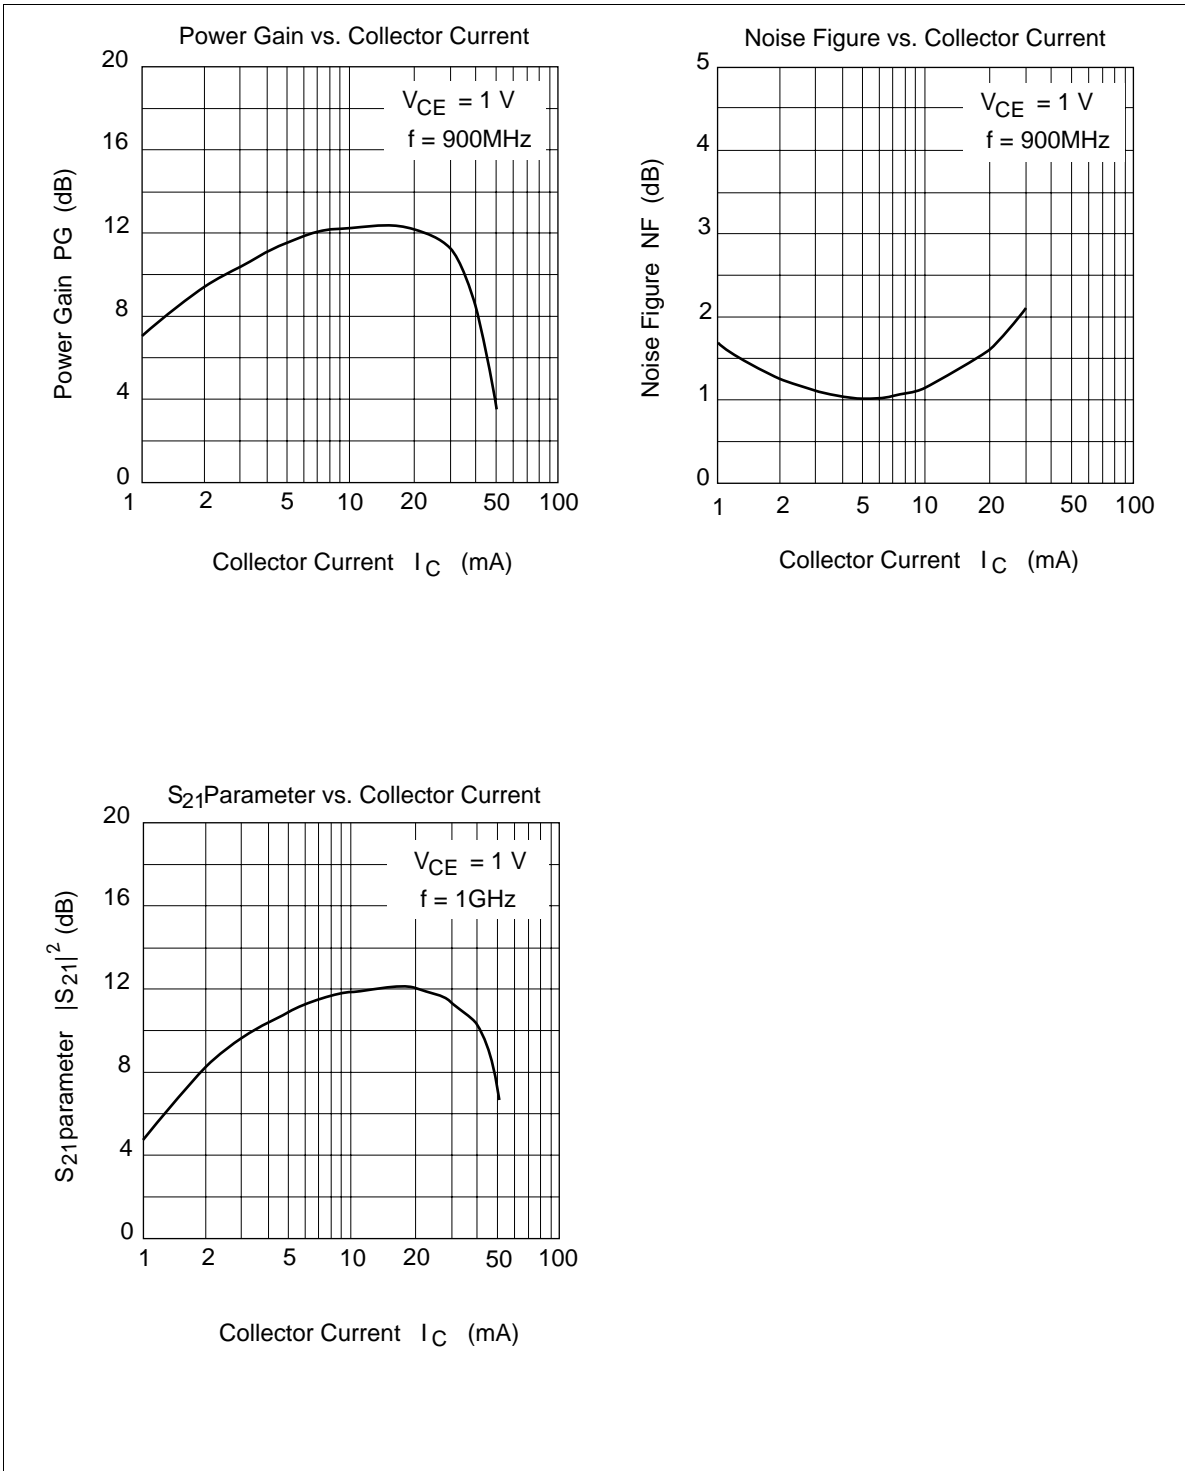 Power Gain vs. Collector Current
20
16
12
8
4
0
Power Gain PG (dB)
V_CE = 1 V
f = 900MHz
1 2 5 10 20 50 100
Collector Current I_C (mA)
Noise Figure vs. Collector Current
5
4
3
2
1
0
Noise Figure NF (dB)
V_CE = 1 V
f = 900MHz
1 2 5 10 20 50 100
Collector Current I_C (mA)
S_21Parameter vs. Collector Current
20
16
12
8
4
0
S_21parameter |S_21|^2 (dB)
V_CE = 1 V
f = 1GHz
1 2 5 10 20 50 100
Collector Current I_C (mA)